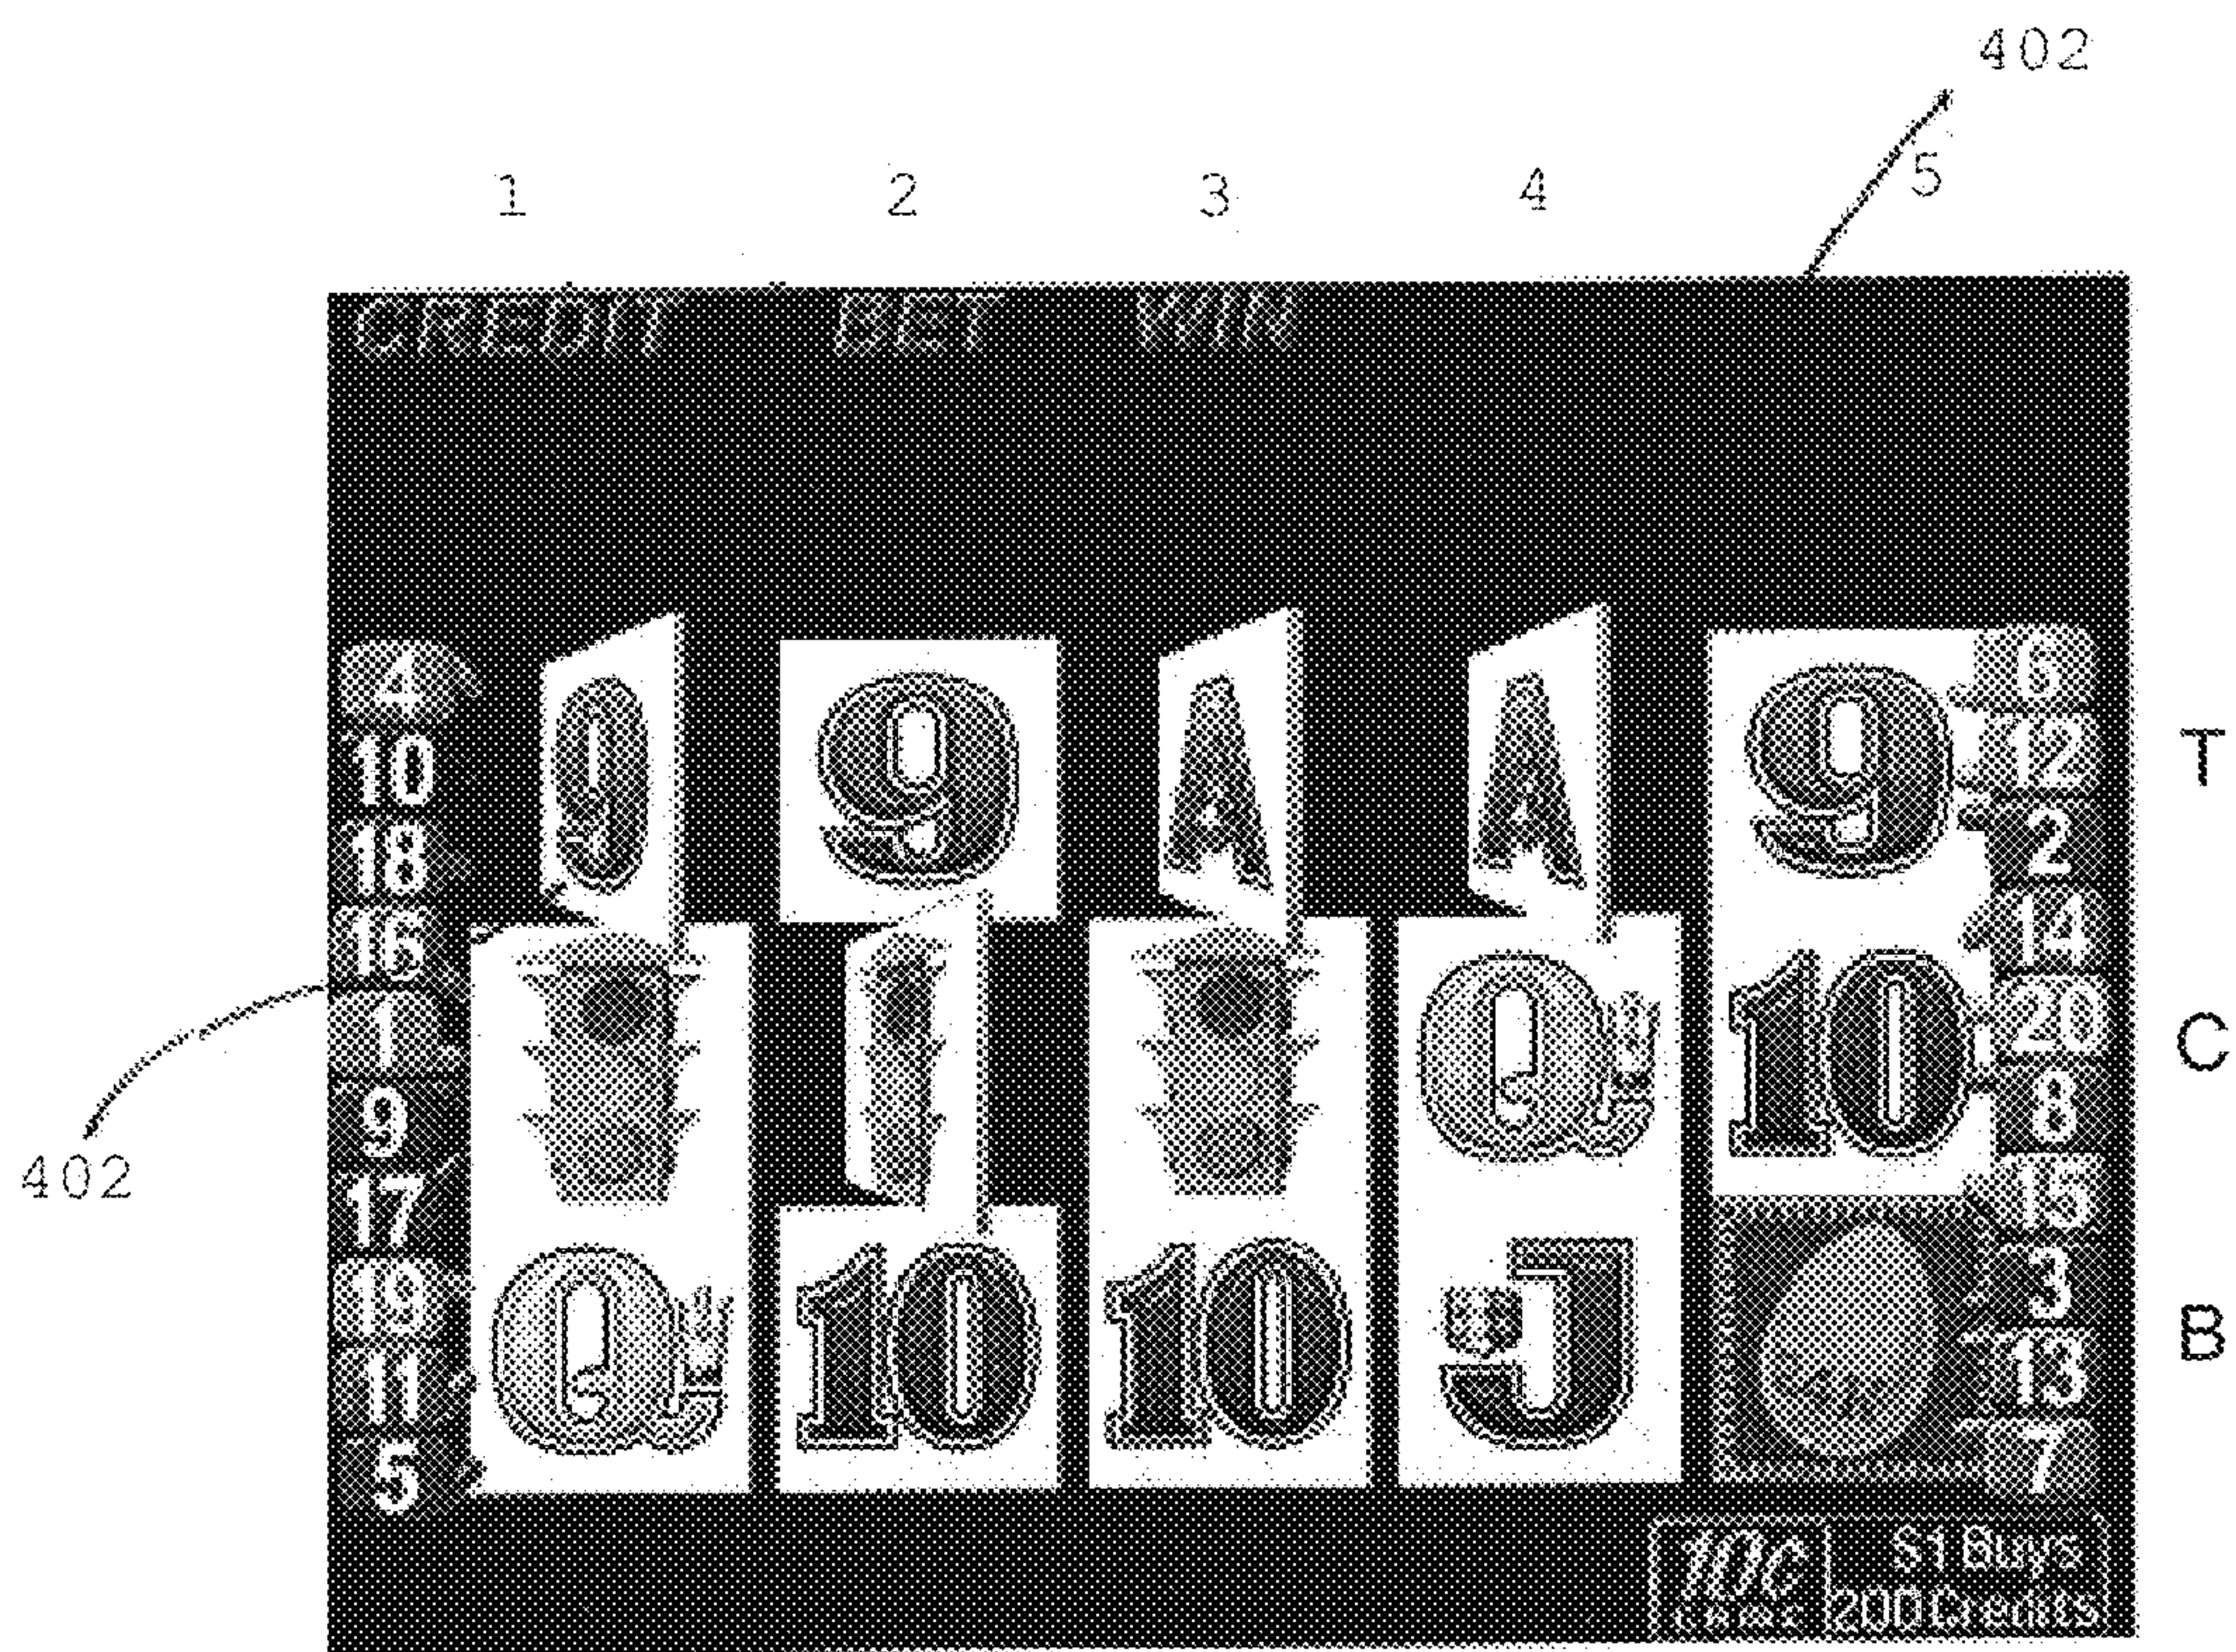 402
1 2 3 4 5
CREDIT BET WIN
4 6
10 9 9 A A 9 12 T
18 2
16 14
1 Q 10 20 C
9 8
402
17 15
19 3
11 Q 10 10 J 13 B
5 7
$1 Buys
200 Credits